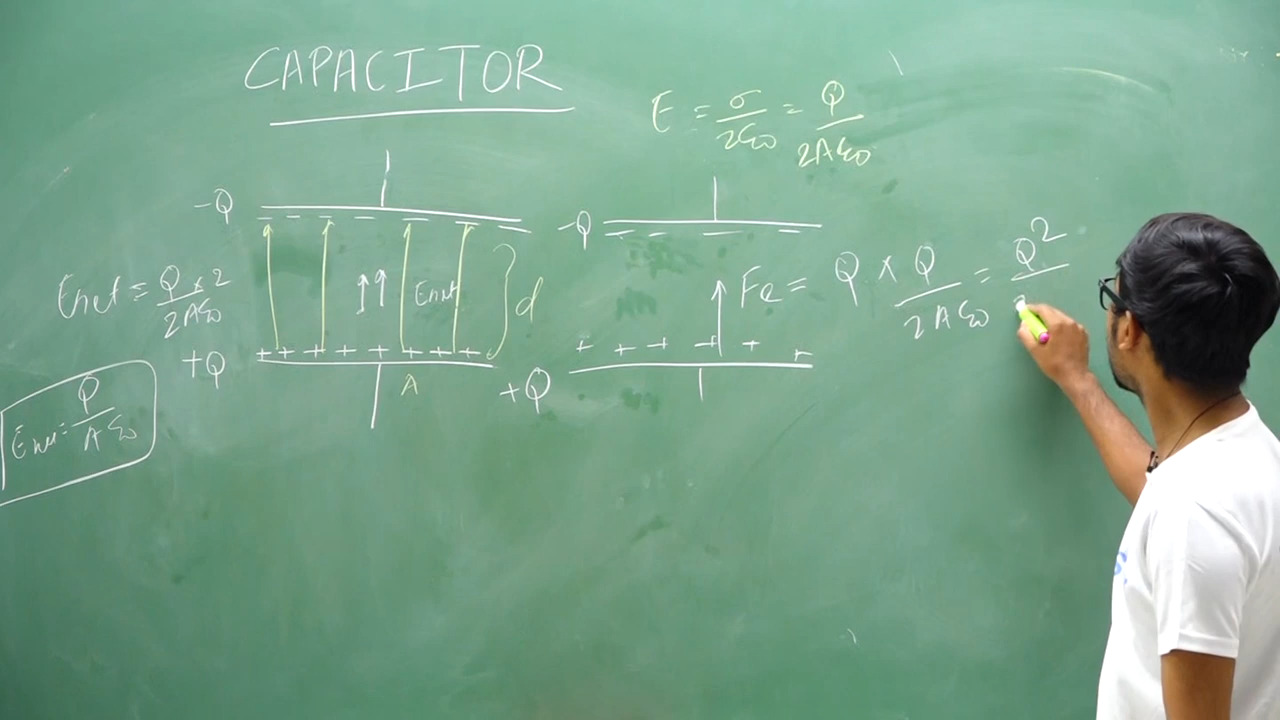 CAPACITOR
E = σ/2ε₀ = Q/2Aε₀
-Q
-Q
Enet = Q×2/2Aε₀
Enet
d
Fe = Q × Q/2Aε₀ = Q²/
+Q
A
+Q
Enet = Q/Aε₀